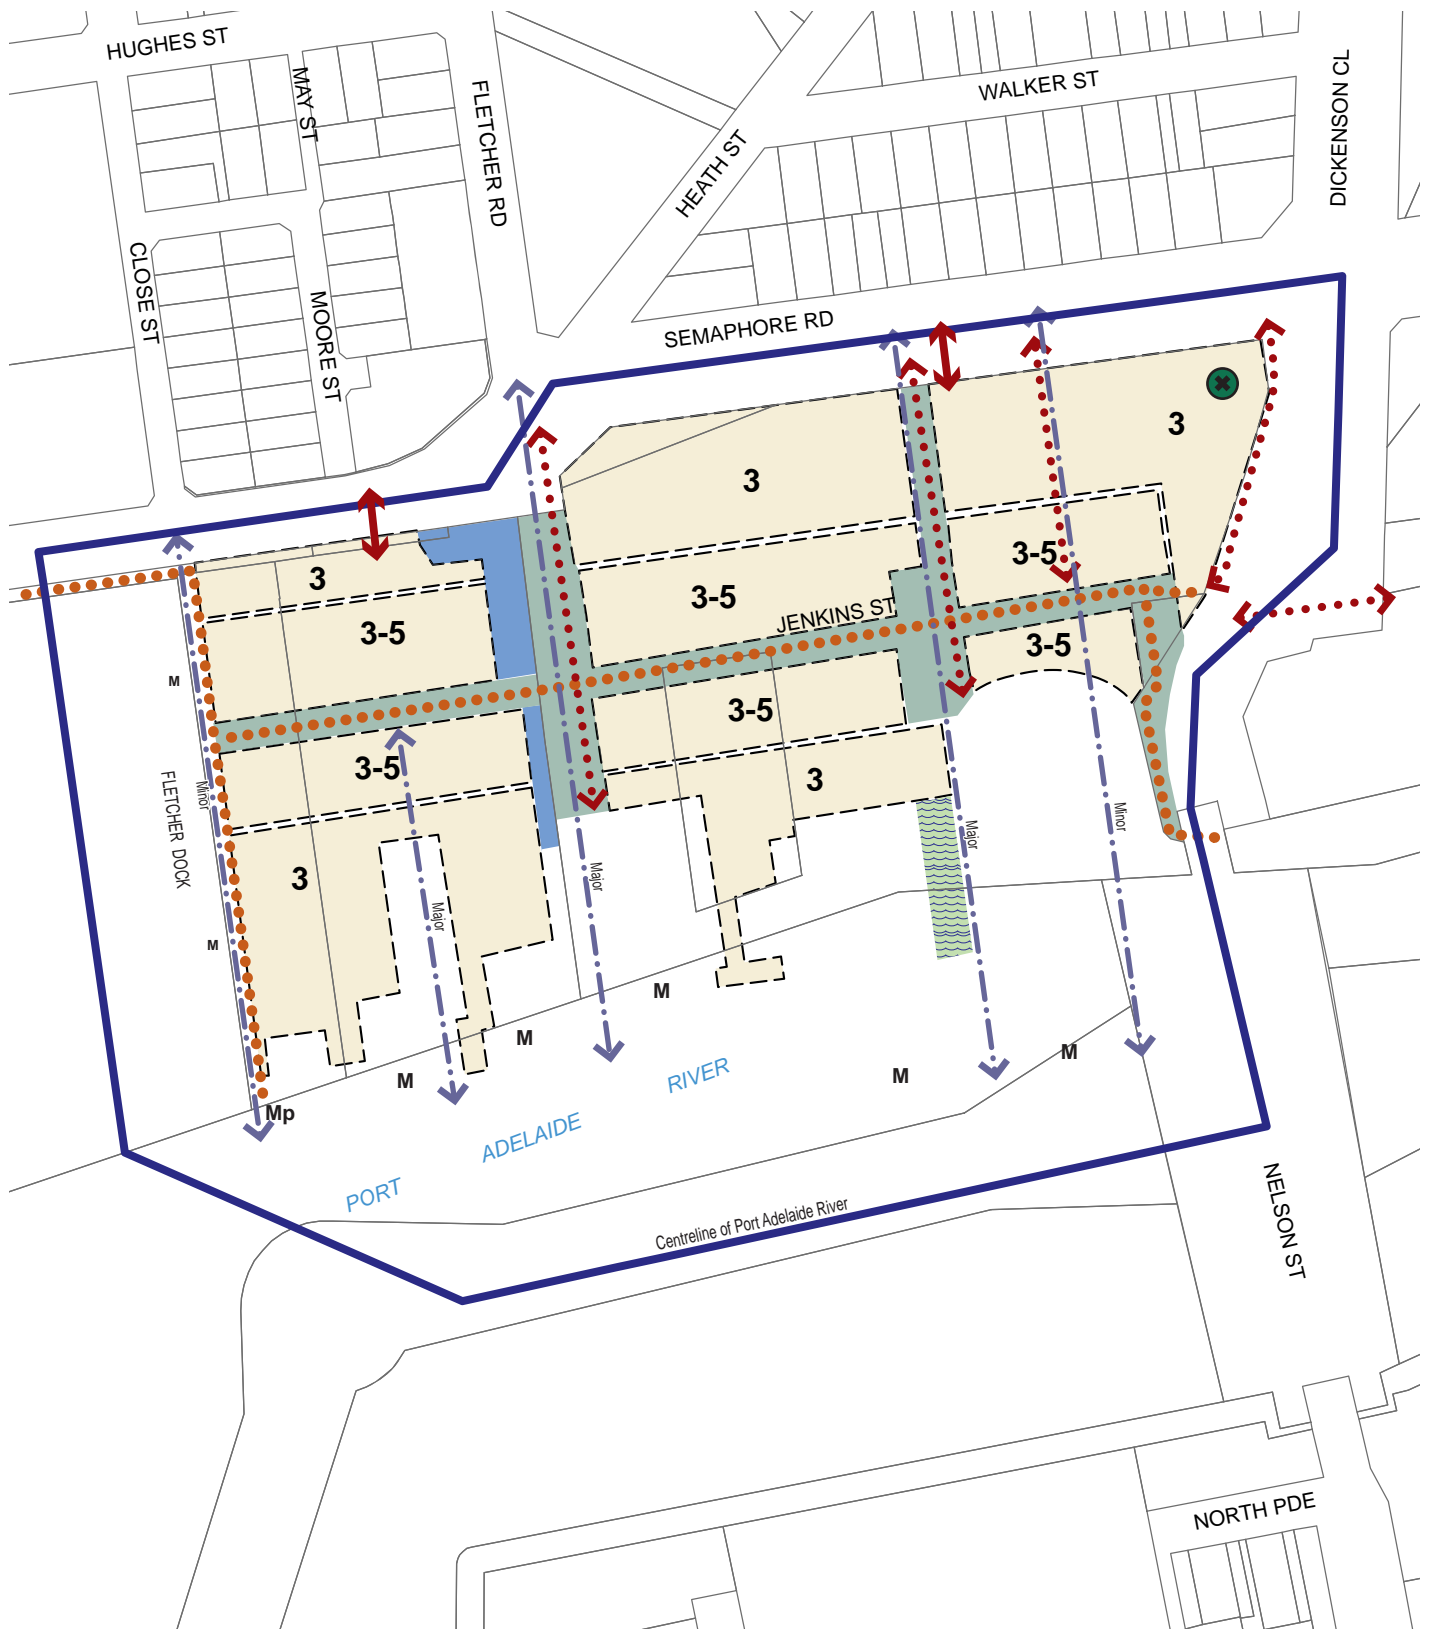 HUGHES ST
MAY ST
FLETCHER RD
HEATH ST
WALKER ST
DICKENSON CL
CLOSE ST
MOORE ST
SEMAPHORE RD
3
3
3
3-5
3-5
3-5
JENKINS ST
3-5
M
3-5
3-5
3
FLETCHER DOCK
Minor
Major
Minor
3
Major
Major
M
M
M
M
M
M
Mp
PORT ADELAIDE RIVER
Centreline of Port Adelaide River
NELSON ST
NORTH PDE